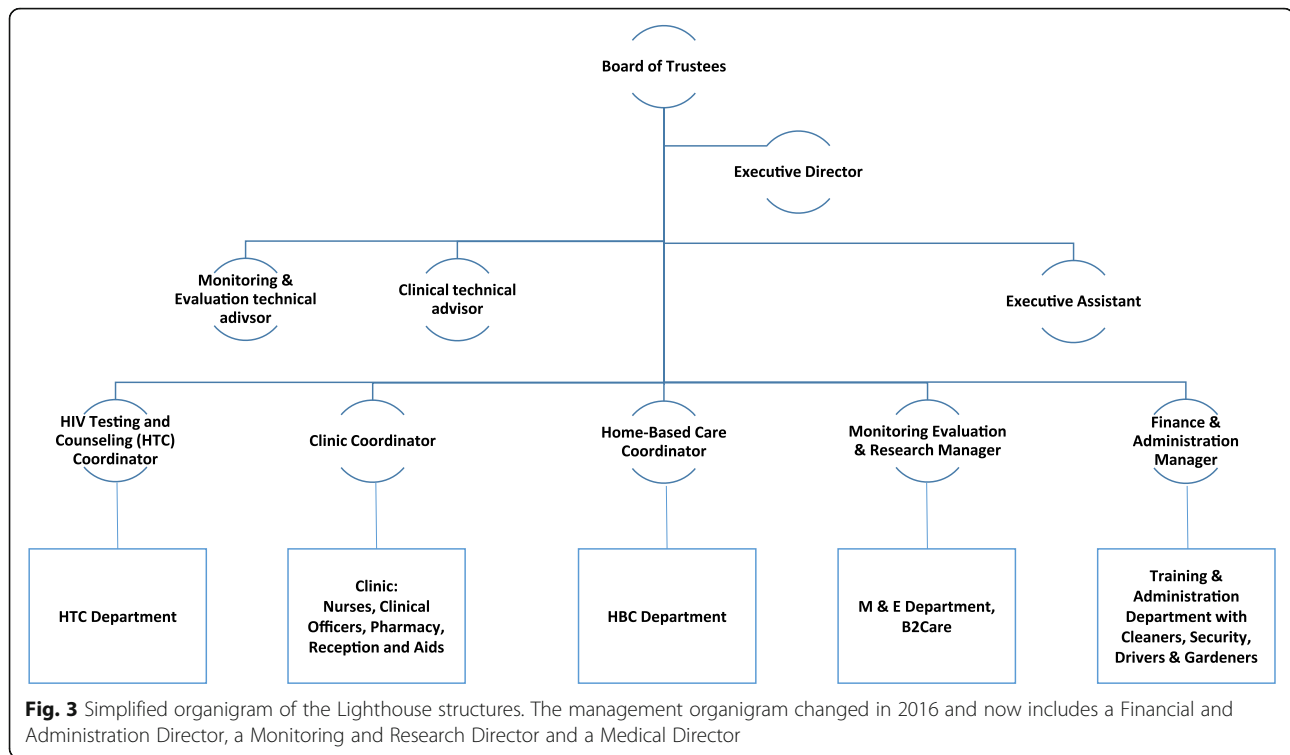 Board of Trustees
Executive Director
Monitoring &
Evaluation technical
adivsor
Clinical technical
advisor
Executive Assistant
HIV Testing and
Counseling (HTC)
Coordinator
Clinic Coordinator
Home-Based Care
Coordinator
Monitoring Evaluation
& Research Manager
Finance &
Administration
Manager
HTC Department
Clinic:
Nurses, Clinical
Officers, Pharmacy,
Reception and Aids
HBC Department
M & E Department,
B2Care
Training &
Administration
Department with
Cleaners, Security,
Drivers & Gardeners
Fig. 3 Simplified organigram of the Lighthouse structures. The management organigram changed in 2016 and now includes a Financial and
Administration Director, a Monitoring and Research Director and a Medical Director